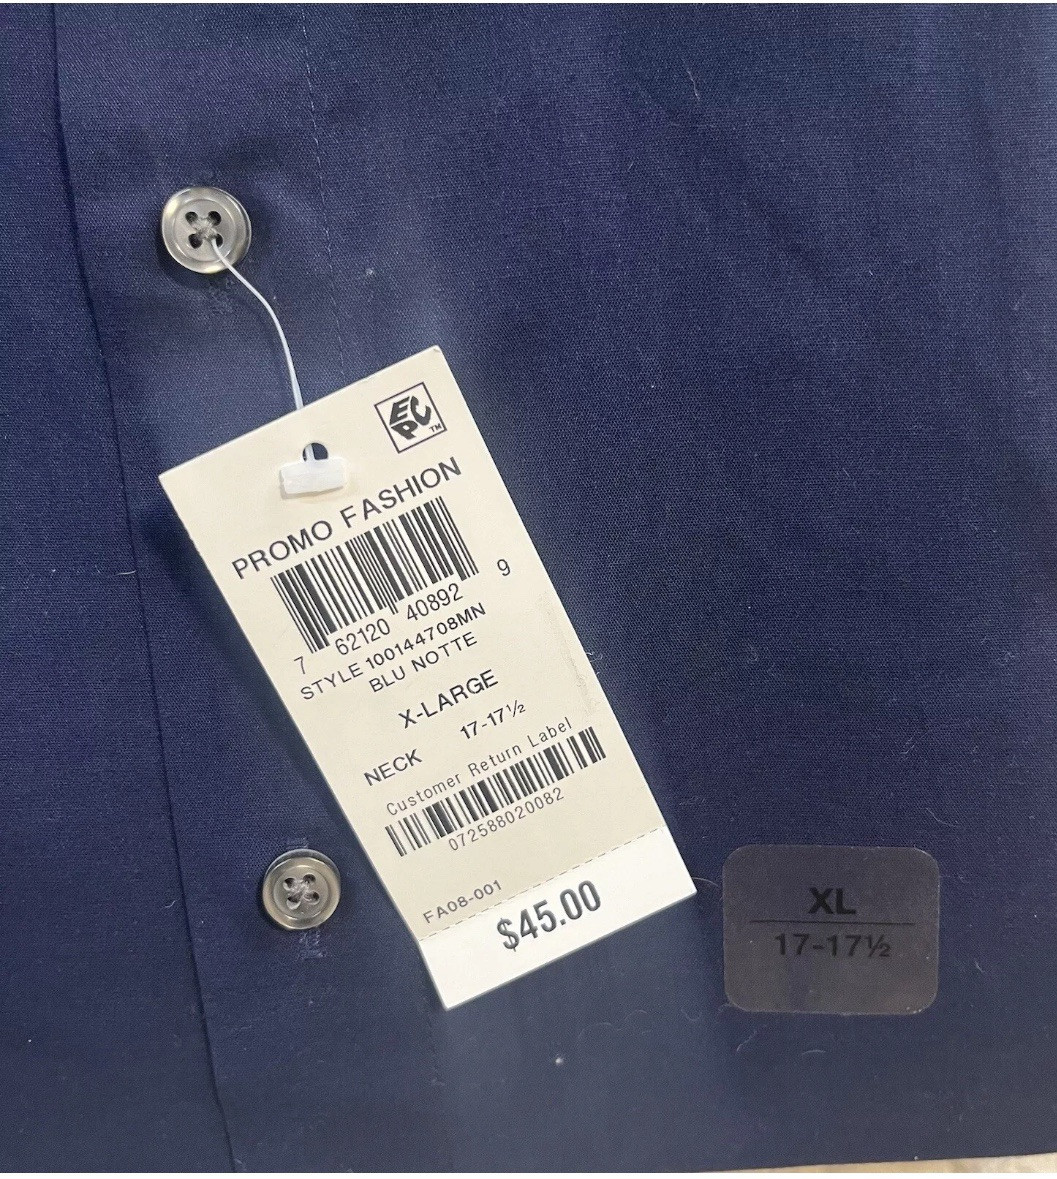 EPC™
PROMO FASHION
7 62120 40892 9
STYLE 100144708MN
BLU NOTTE
X-LARGE
NECK 17-17½
Customer Return Label
072588020082
FA08-001
$45.00
XL
17-17½